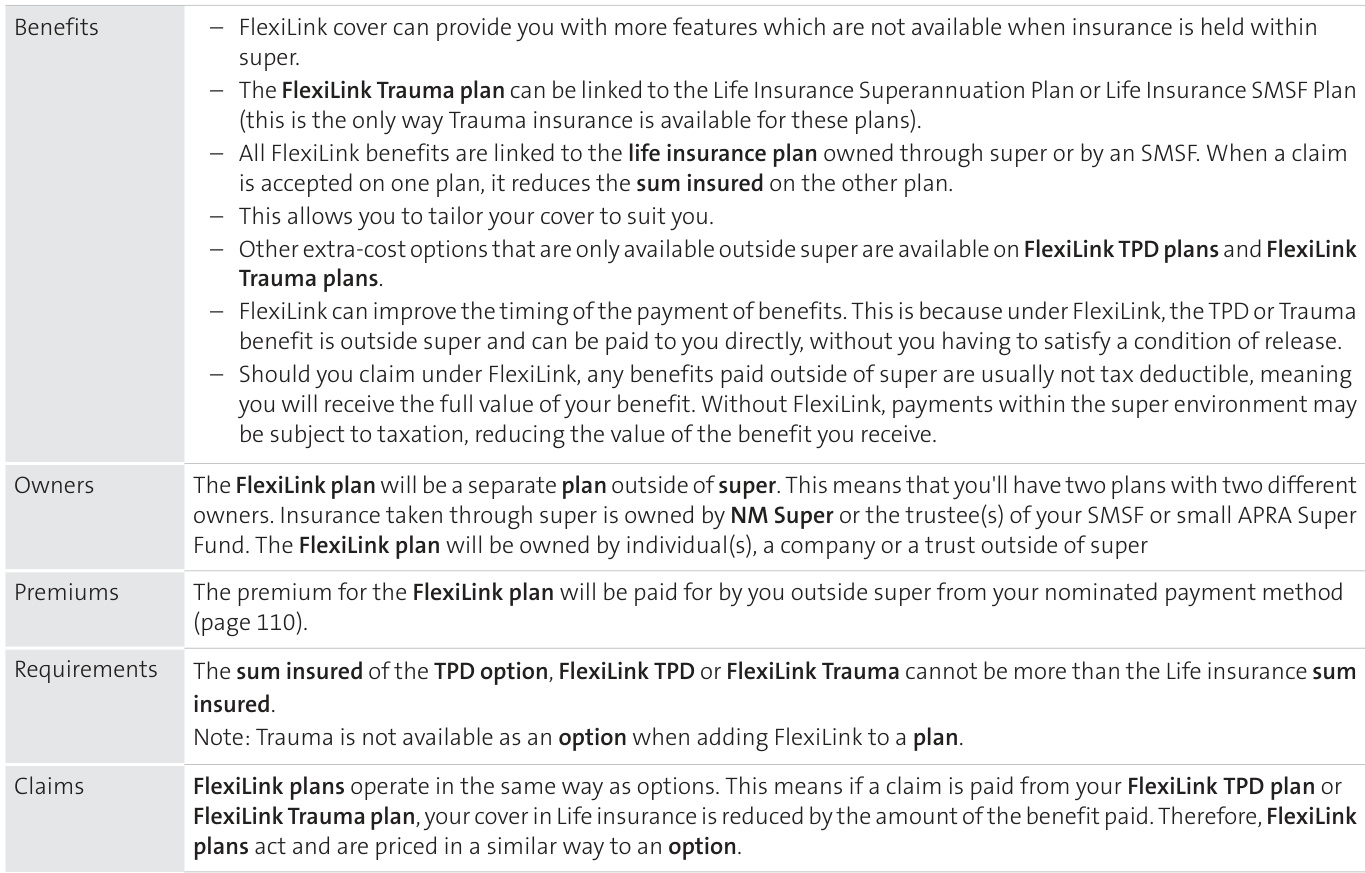 Benefits
– FlexiLink cover can provide you with more features which are not available when insurance is held within
super.
– The FlexiLink Trauma plan can be linked to the Life Insurance Superannuation Plan or Life Insurance SMSF Plan
(this is the only way Trauma insurance is available for these plans).
– All FlexiLink benefits are linked to the life insurance plan owned through super or by an SMSF. When a claim
is accepted on one plan, it reduces the sum insured on the other plan.
– This allows you to tailor your cover to suit you.
– Other extra-cost options that are only available outside super are available on FlexiLink TPD plans and FlexiLink
Trauma plans.
– FlexiLink can improve the timing of the payment of benefits. This is because under FlexiLink, the TPD or Trauma
benefit is outside super and can be paid to you directly, without you having to satisfy a condition of release.
– Should you claim under FlexiLink, any benefits paid outside of super are usually not tax deductible, meaning
you will receive the full value of your benefit. Without FlexiLink, payments within the super environment may
be subject to taxation, reducing the value of the benefit you receive.
Owners
The FlexiLink plan will be a separate plan outside of super. This means that you'll have two plans with two different
owners. Insurance taken through super is owned by NM Super or the trustee(s) of your SMSF or small APRA Super
Fund. The FlexiLink plan will be owned by individual(s), a company or a trust outside of super
Premiums
The premium for the FlexiLink plan will be paid for by you outside super from your nominated payment method
(page 110).
Requirements
The sum insured of the TPD option, FlexiLink TPD or FlexiLink Trauma cannot be more than the Life insurance sum
insured.
Note: Trauma is not available as an option when adding FlexiLink to a plan.
Claims
FlexiLink plans operate in the same way as options. This means if a claim is paid from your FlexiLink TPD plan or
FlexiLink Trauma plan, your cover in Life insurance is reduced by the amount of the benefit paid. Therefore, FlexiLink
plans act and are priced in a similar way to an option.